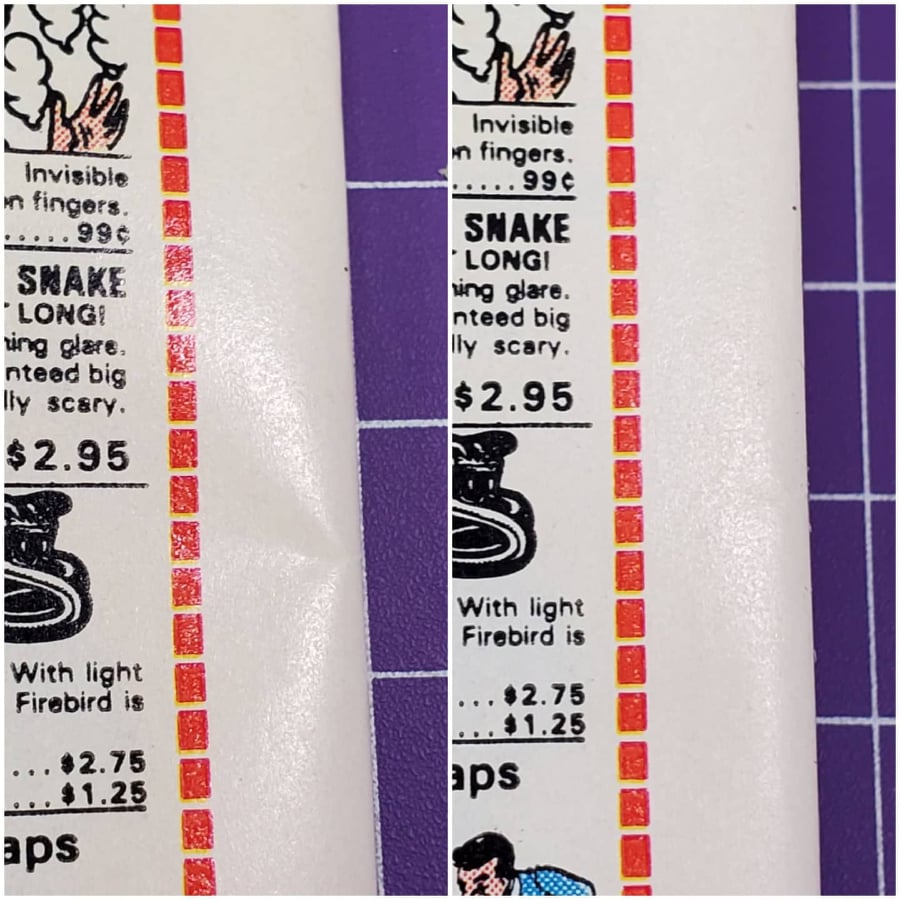 Invisible
n fingers.
.....99¢
SNAKE
LONG!
ing glare.
nteed big
lly scary.
$2.95
With light
Firebird is
...$2.75
....$1.25
aps
Invisible
n fingers.
.....99¢
SNAKE
LONG!
ing glare.
nteed big
lly scary.
$2.95
With light
Firebird is
...$2.75
...$1.25
aps